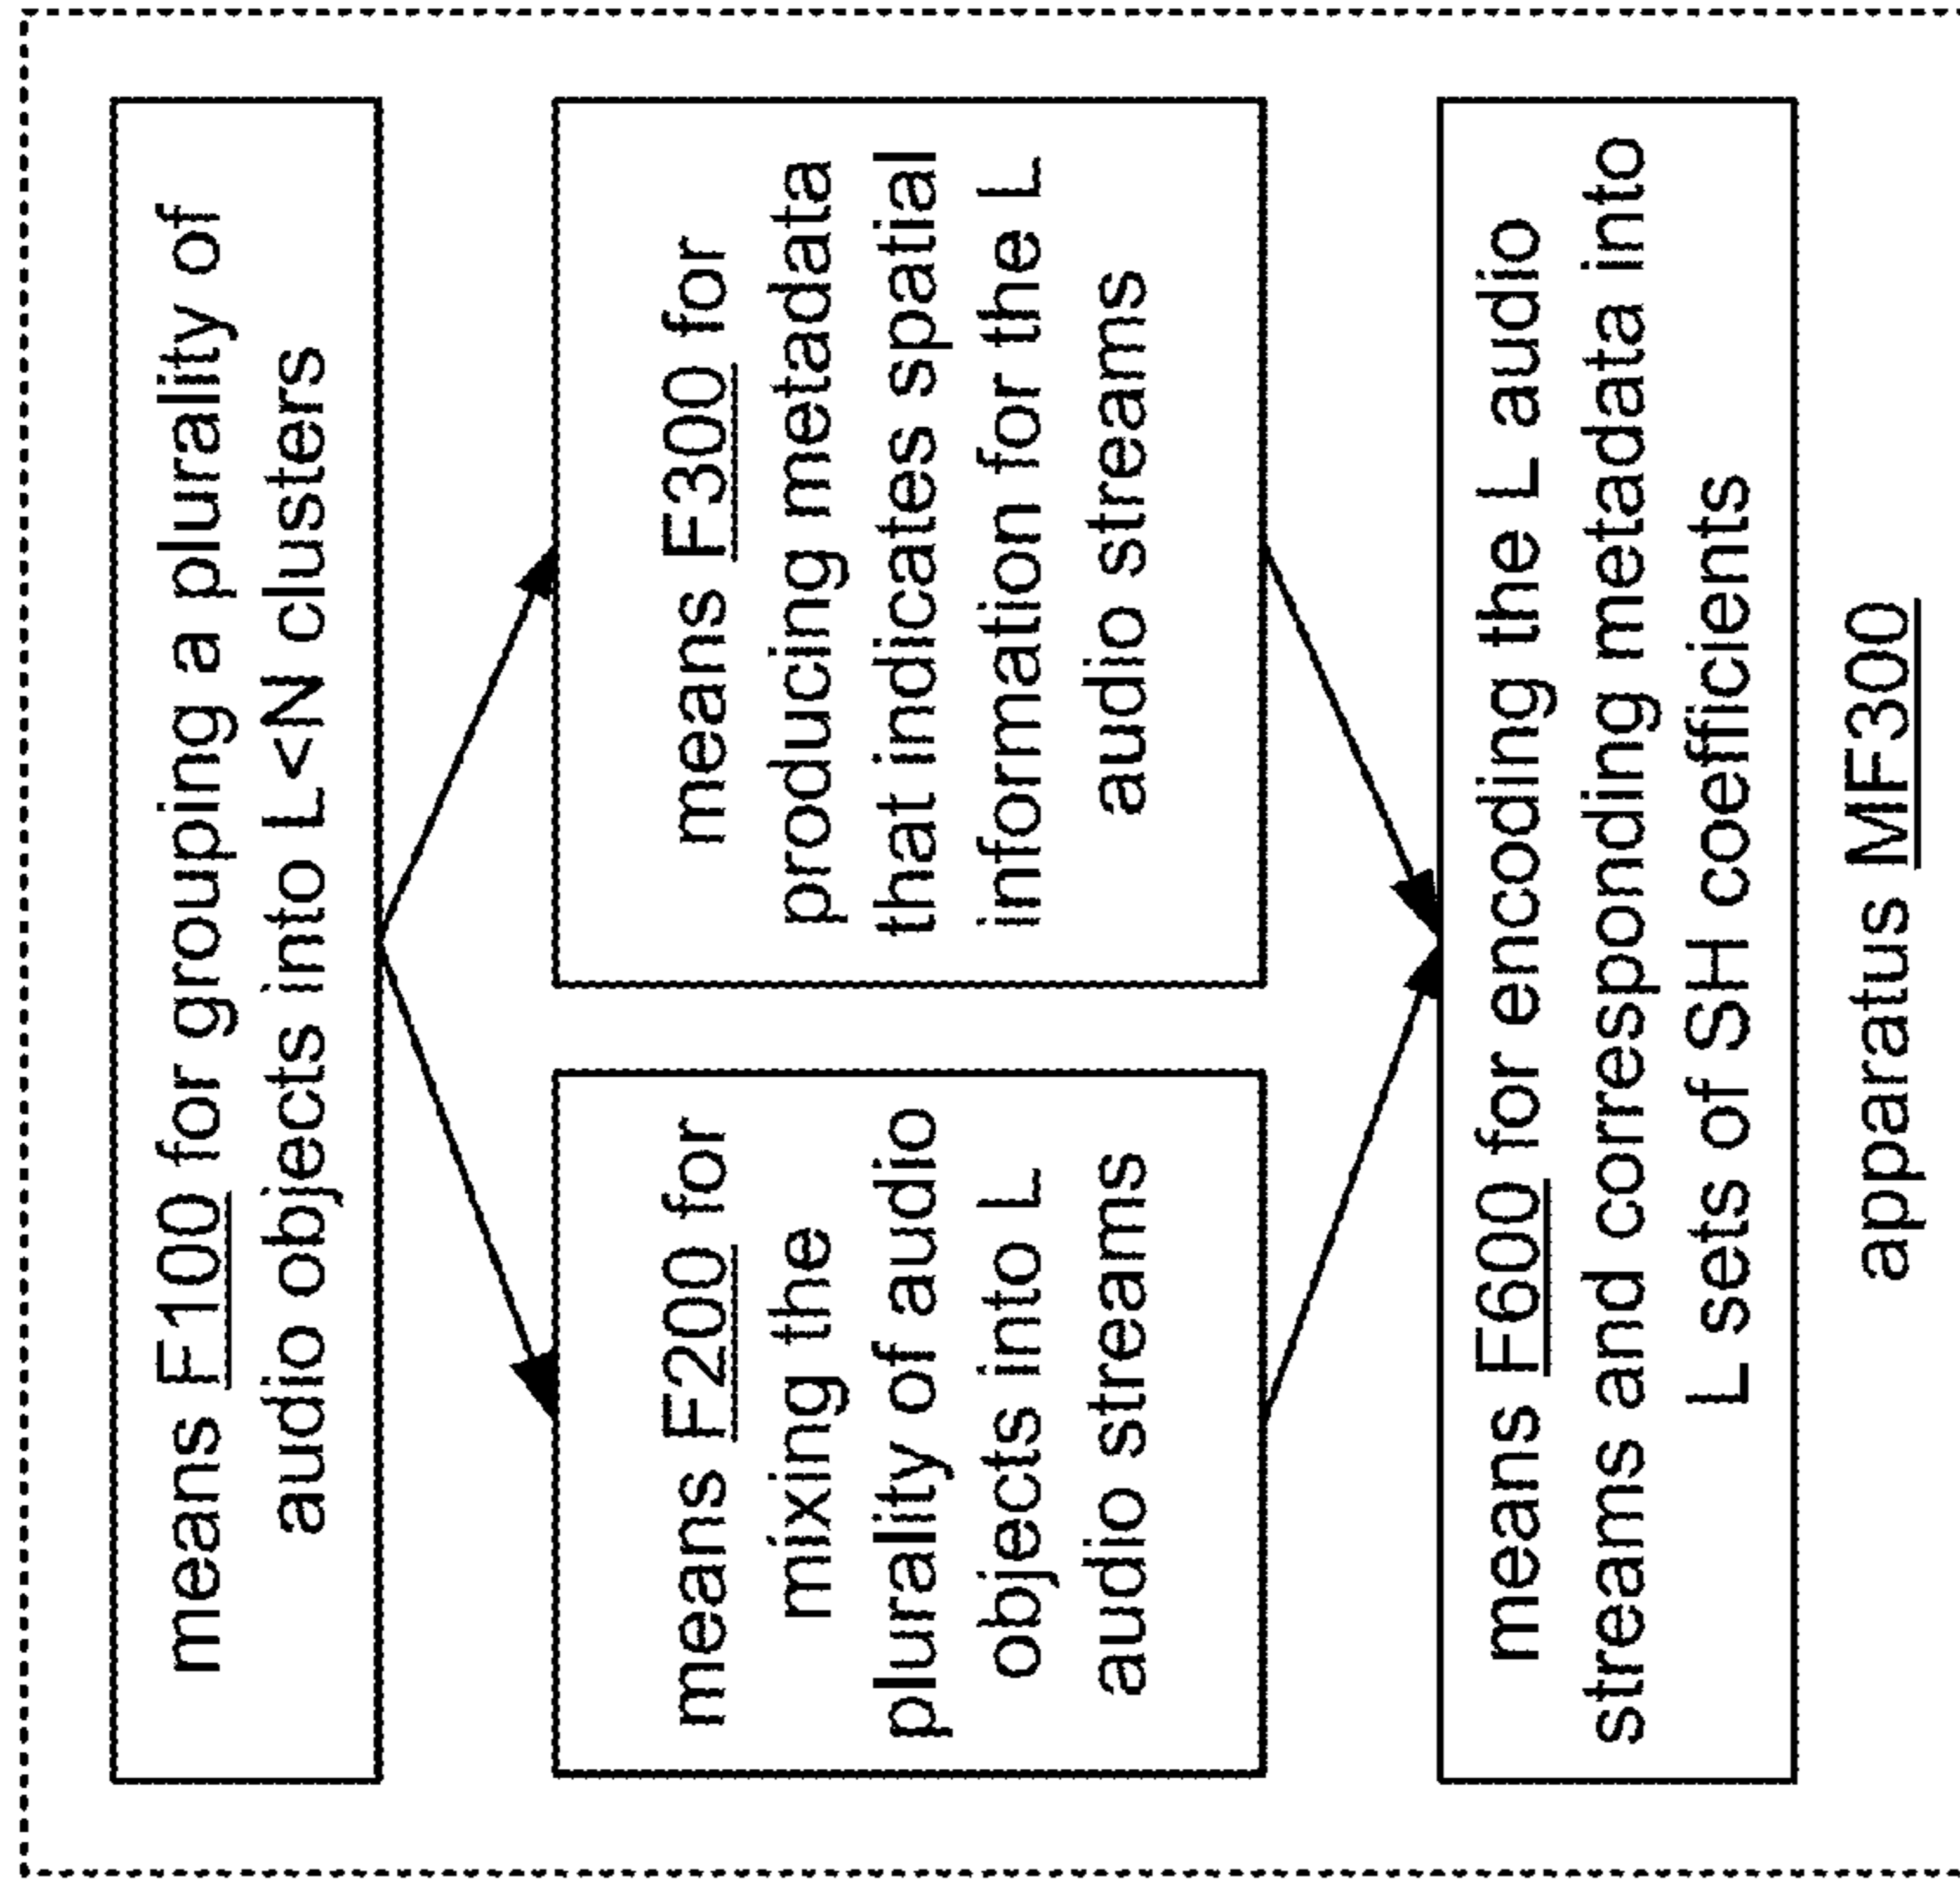 means F100 for grouping a plurality of
audio objects into L<N clusters
means F200 for
mixing the
plurality of audio
objects into L
audio streams
means F300 for
producing metadata
that indicates spatial
information for the L
audio streams
means F600 for encoding the L audio
streams and corresponding metadata into
L sets of SH coefficients
apparatus MF300